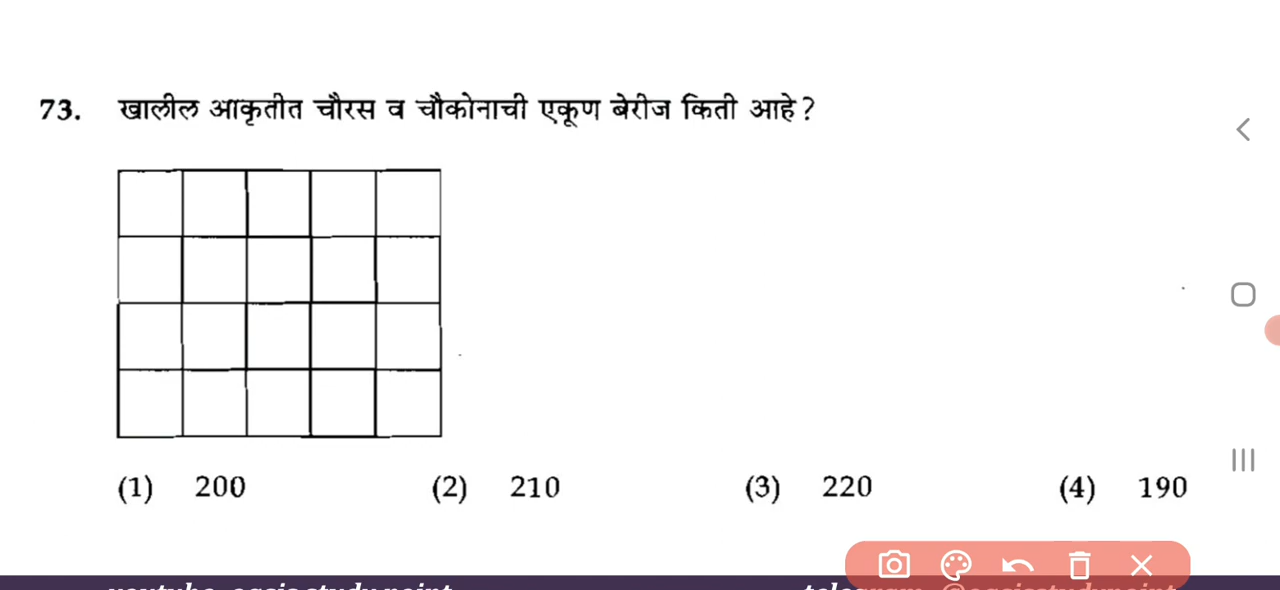 73. खालील आकृतीत चौरस व चौकोनाची एकूण बेरीज किती आहे?
(1) 200 (2) 210 (3) 220 (4) 190